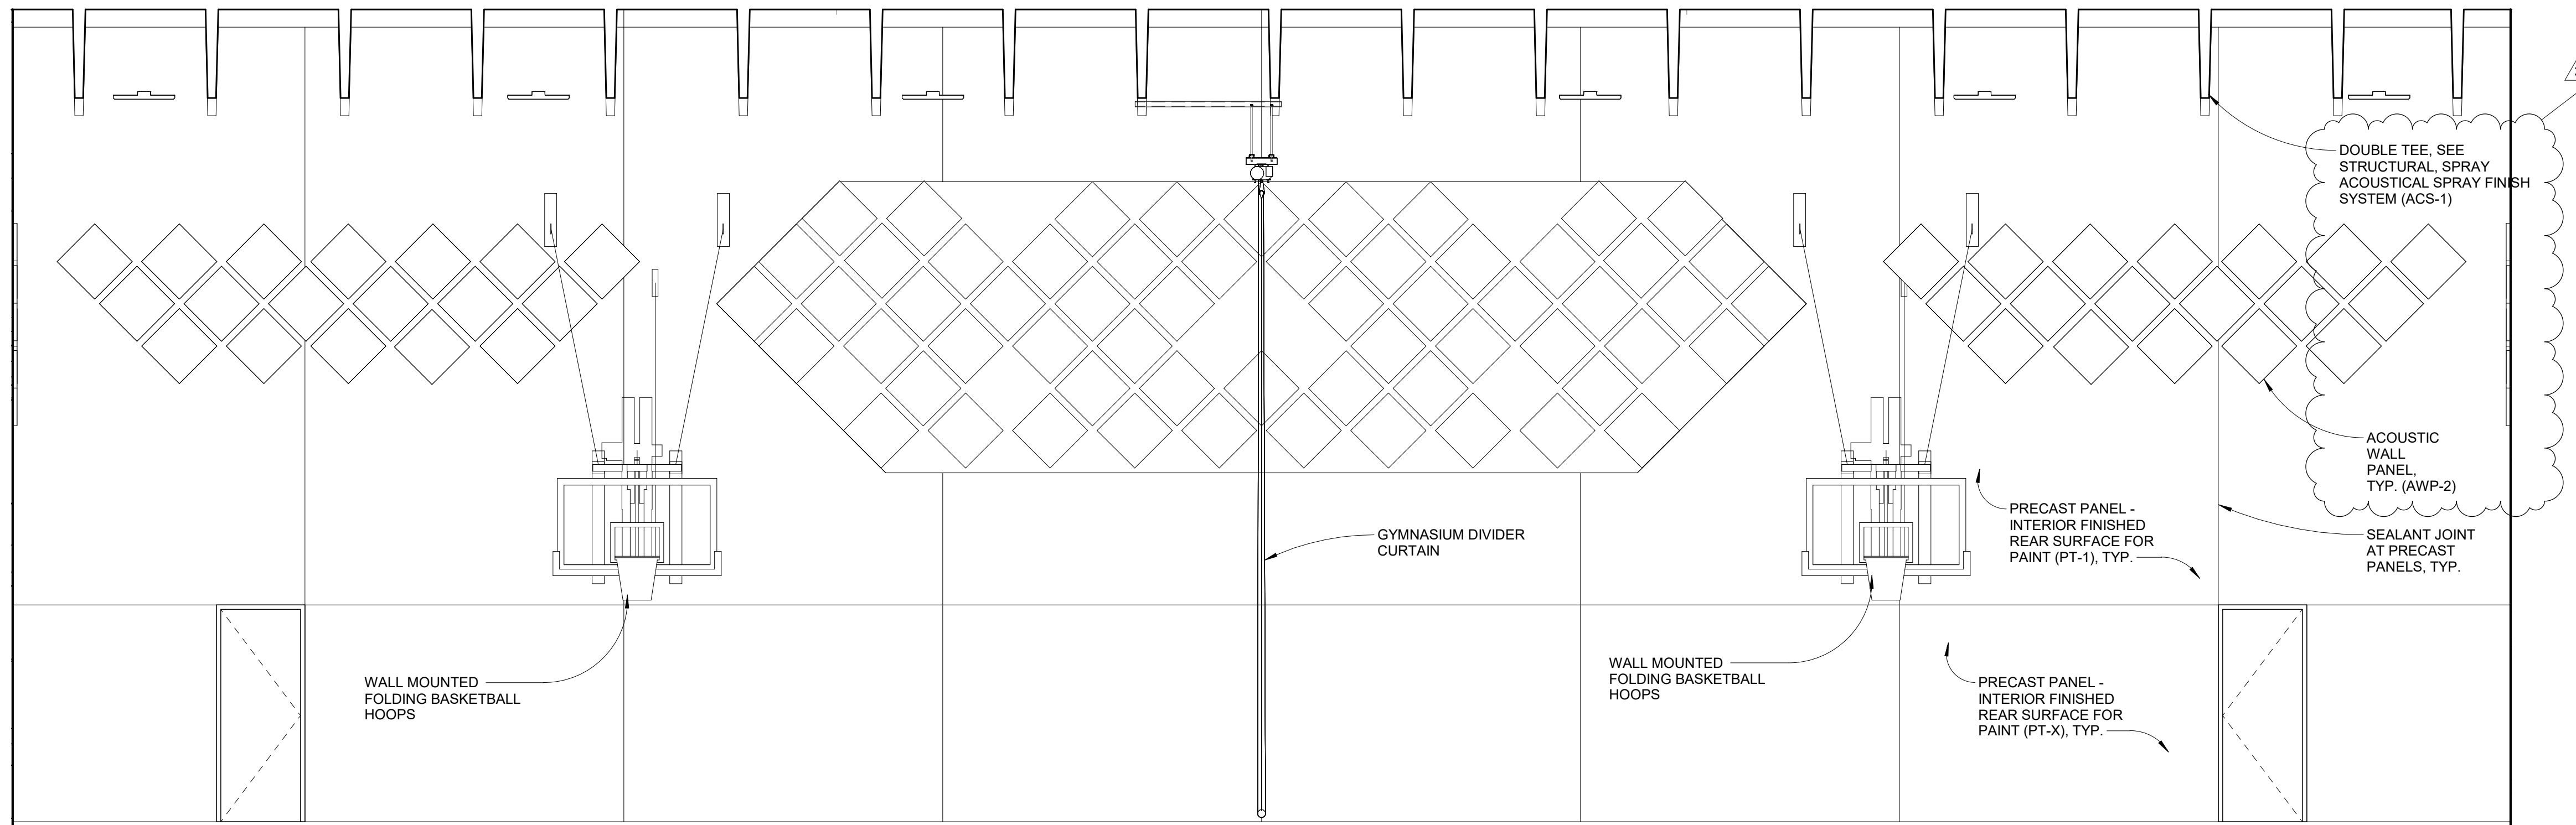 DOUBLE TEE, SEE
STRUCTURAL, SPRAY
ACOUSTICAL SPRAY FINISH
SYSTEM (ACS-1)
ACOUSTIC
WALL
PANEL,
TYP. (AWP-2)
SEALANT JOINT
AT PRECAST
PANELS, TYP.
PRECAST PANEL -
INTERIOR FINISHED
REAR SURFACE FOR
PAINT (PT-1), TYP.
GYMNASIUM DIVIDER
CURTAIN
WALL MOUNTED
FOLDING BASKETBALL
HOOPS
WALL MOUNTED
FOLDING BASKETBALL
HOOPS
PRECAST PANEL -
INTERIOR FINISHED
REAR SURFACE FOR
PAINT (PT-X), TYP.